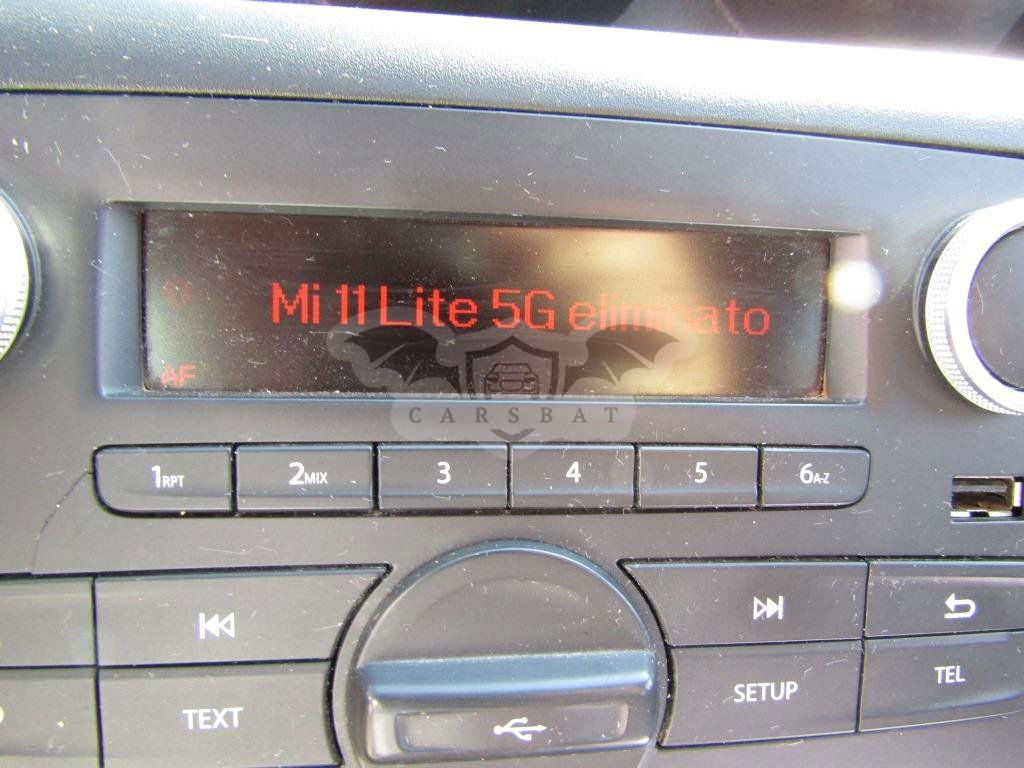 Mi 11 Lite 5G eliminato
AF
CARSBAT
1RPT 2MIX 3 4 5 6A-Z
SETUP TEL
TEXT